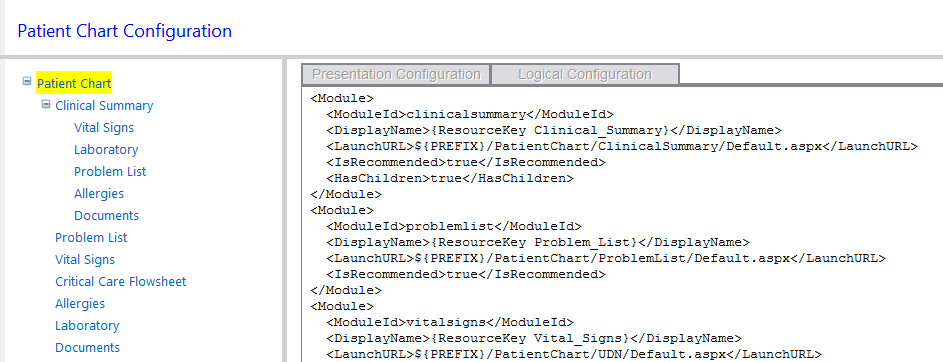 Patient Chart Configuration
Patient Chart
Clinical Summary
Vital Signs
Laboratory
Problem List
Allergies
Documents
Problem List
Vital Signs
Critical Care Flowsheet
Allergies
Laboratory
Documents
Presentation Configuration
Logical Configuration
<Module>
  <ModuleId>clinicalsummary</ModuleId>
  <DisplayName>{ResourceKey Clinical_Summary}</DisplayName>
  <LaunchURL>${PREFIX}/PatientChart/ClinicalSummary/Default.aspx</LaunchURL>
  <IsRecommended>true</IsRecommended>
  <HasChildren>true</HasChildren>
</Module>
<Module>
  <ModuleId>problemlist</ModuleId>
  <DisplayName>{ResourceKey Problem_List}</DisplayName>
  <LaunchURL>${PREFIX}/PatientChart/ProblemList/Default.aspx</LaunchURL>
  <IsRecommended>true</IsRecommended>
</Module>
<Module>
  <ModuleId>vitalsigns</ModuleId>
  <DisplayName>{ResourceKey Vital_Signs}</DisplayName>
  <LaunchURL>${PREFIX}/PatientChart/UDN/Default.aspx</LaunchURL>